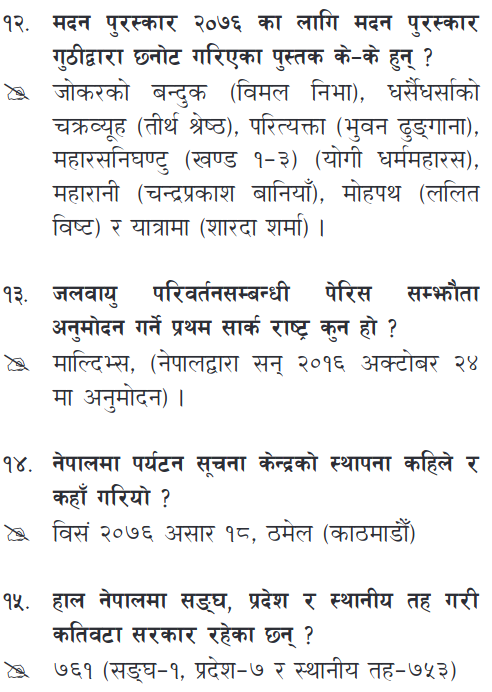 १२. मदन पुरस्कार २०७६ का लागि मदन पुरस्कार
गुठीद्वारा छनोट गरिएका पुस्तक के-के हुन् ?
जोकरको बन्दुक (विमल निभा), धर्सैधर्साको
चक्रव्यूह (तीर्थ श्रेष्ठ), परित्यक्ता (भुवन ढुङ्गाना),
महारसनिघण्टु (खण्ड १-३) (योगी धर्ममहारस),
महारानी (चन्द्रप्रकाश बानियाँ), मोहपथ (ललित
विष्ट) र यात्रामा (शारदा शर्मा) ।
१३. जलवायु परिवर्तनसम्बन्धी पेरिस सम्झौता
अनुमोदन गर्ने प्रथम सार्क राष्ट्र कुन हो ?
माल्दिभ्स, (नेपालद्वारा सन् २०१६ अक्टोबर २४
मा अनुमोदन) ।
१४. नेपालमा पर्यटन सूचना केन्द्रको स्थापना कहिले र
कहाँ गरियो ?
विसं २०७६ असार १८, ठमेल (काठमाडौँ)
१५. हाल नेपालमा सङ्घ, प्रदेश र स्थानीय तह गरी
कतिवटा सरकार रहेका छन् ?
७६१ (सङ्घ-१, प्रदेश-७ र स्थानीय तह-७५३)